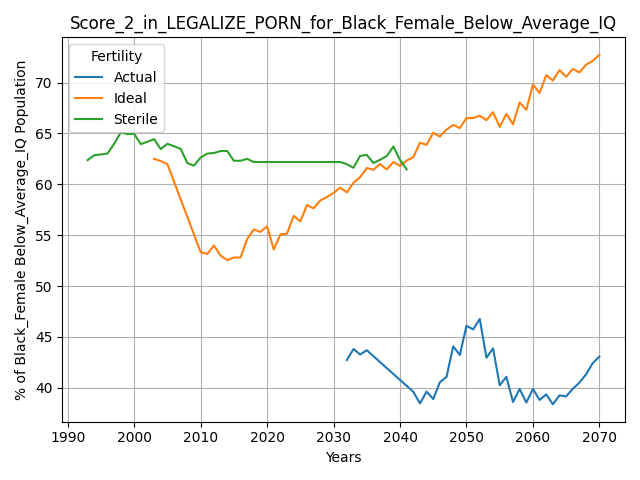 Score_2_in_LEGALIZE_PORN_for_Black_Female_Below_Average_IQ
Fertility
Actual
Ideal
Sterile
% of Black_Female Below_Average_IQ Population
70
65
60
55
50
45
40
1990 2000 2010 2020 2030 2040 2050 2060 2070
Years